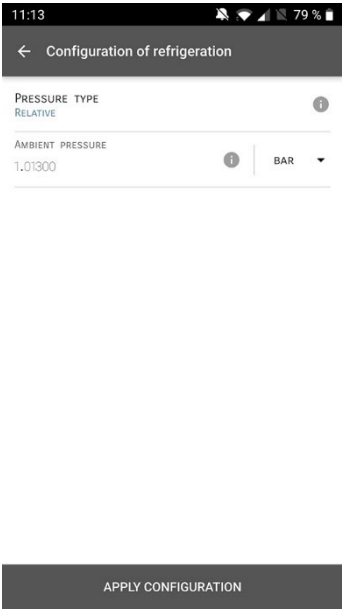 11:13
79 %
Configuration of refrigeration
PRESSURE TYPE
RELATIVE
AMBIENT PRESSURE
1.01300
BAR
APPLY CONFIGURATION